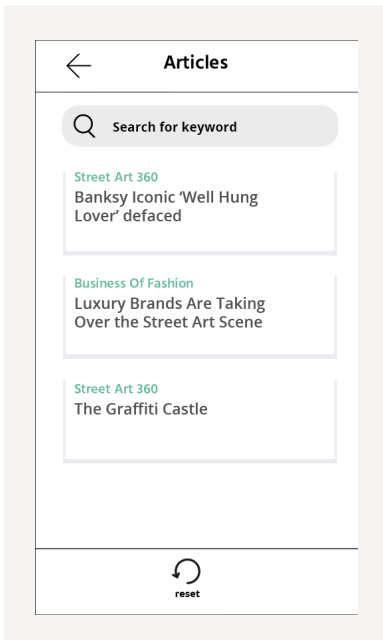 Articles
Search for keyword
Street Art 360
Banksy Iconic ‘Well Hung
Lover’ defaced
Business Of Fashion
Luxury Brands Are Taking
Over the Street Art Scene
Street Art 360
The Graffiti Castle
reset